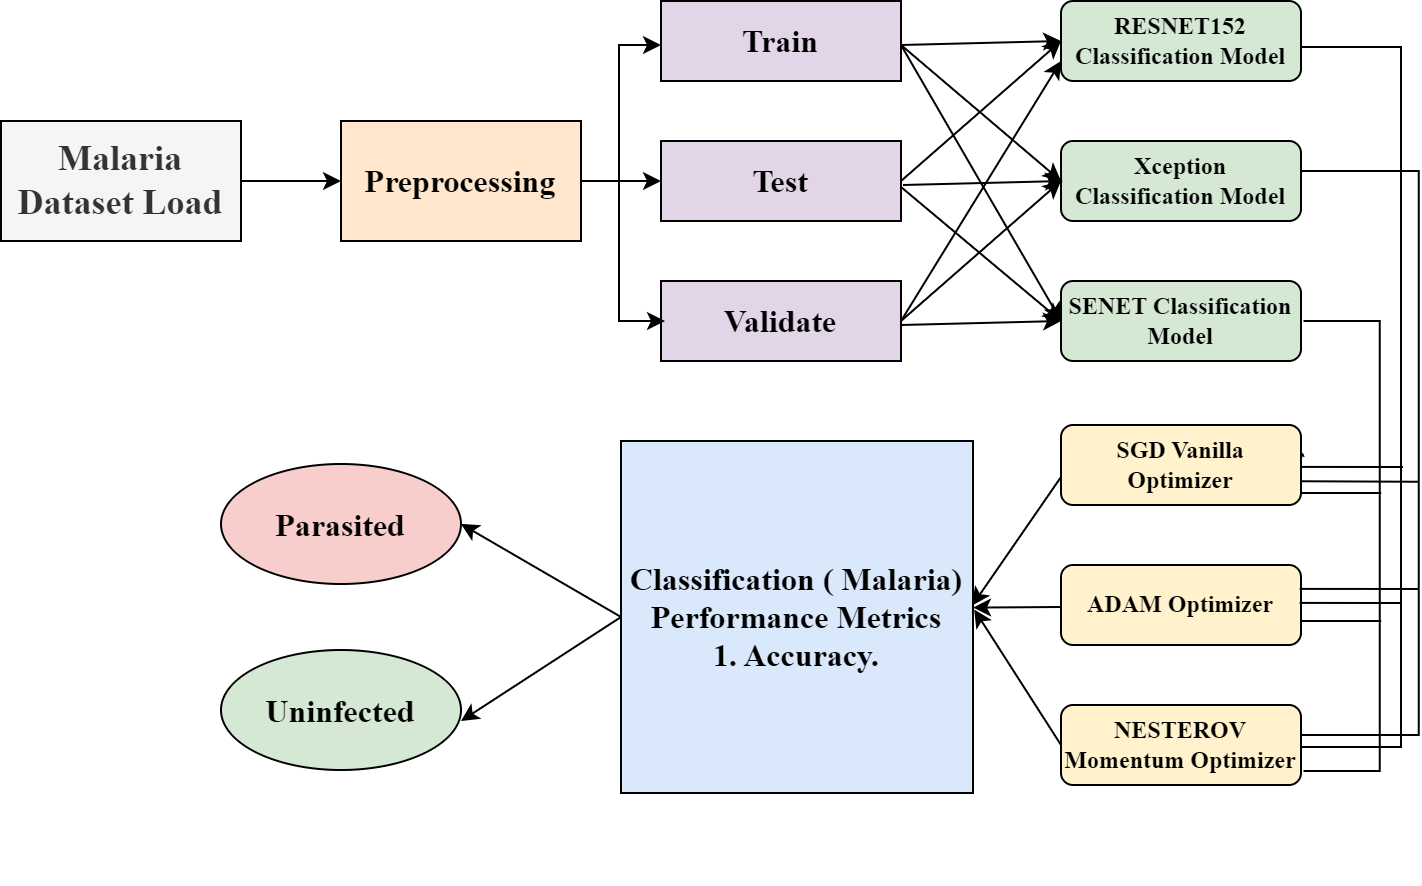 Malaria
Dataset Load
Preprocessing
Train
Test
Validate
RESNET152
Classification Model
Xception
Classification Model
SENET Classification
Model
SGD Vanilla
Optimizer
ADAM Optimizer
NESTEROV
Momentum Optimizer
Classification ( Malaria)
Performance Metrics
1. Accuracy.
Parasited
Uninfected